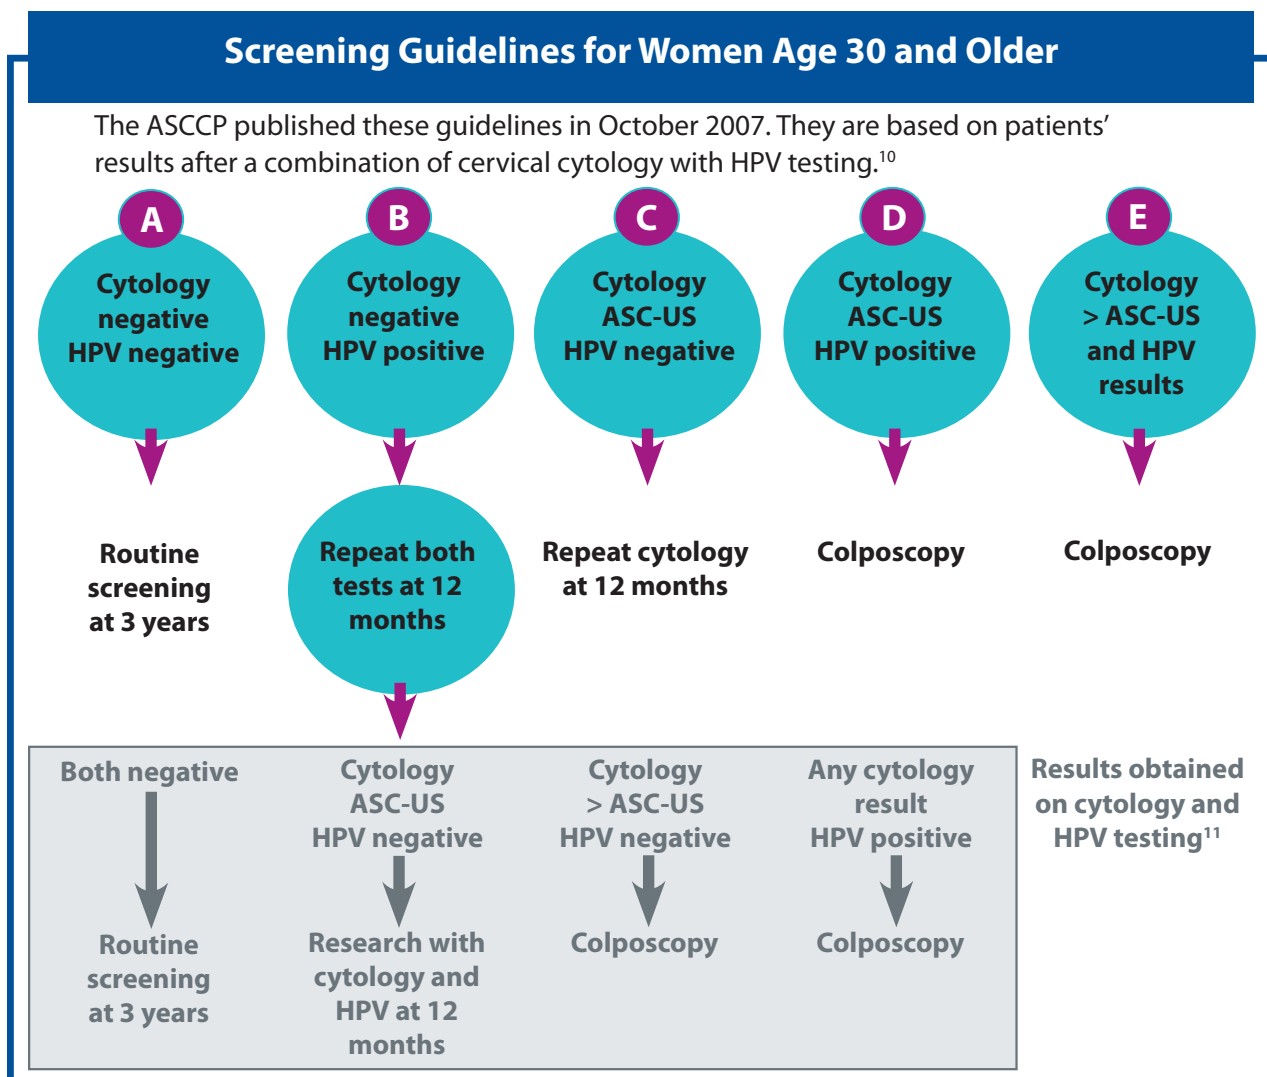 Screening Guidelines for Women Age 30 and Older
The ASCCP published these guidelines in October 2007. They are based on patients’
results after a combination of cervical cytology with HPV testing.10
A
Cytology
negative
HPV negative
Routine
screening
at 3 years
B
Cytology
negative
HPV positive
Repeat both
tests at 12
months
C
Cytology
ASC-US
HPV negative
Repeat cytology
at 12 months
D
Cytology
ASC-US
HPV positive
Colposcopy
E
Cytology
> ASC-US
and HPV
results
Colposcopy
Both negative
Routine
screening
at 3 years
Cytology
ASC-US
HPV negative
Research with
cytology and
HPV at 12
months
Cytology
> ASC-US
HPV negative
Colposcopy
Any cytology
result
HPV positive
Colposcopy
Results obtained
on cytology and
HPV testing11